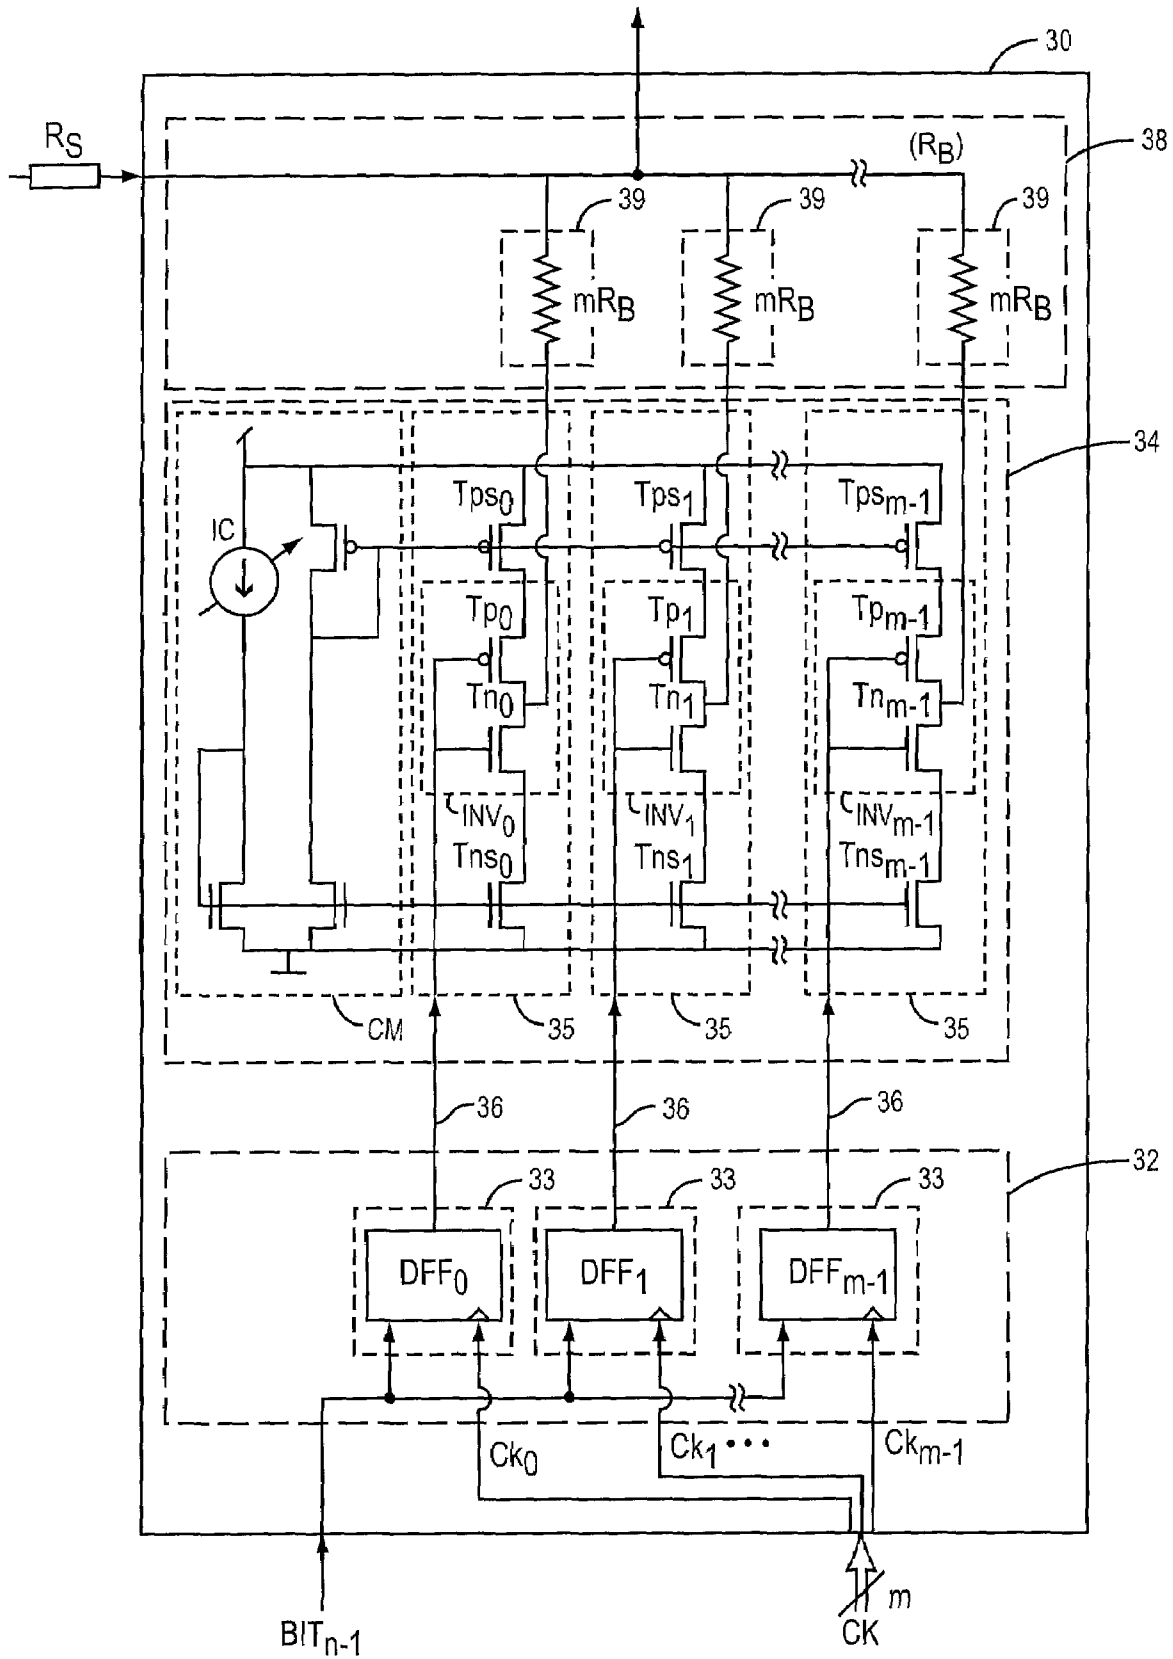 30
R_S
(R_B)
38
39
39
39
mR_B
mR_B
mR_B
34
IC
Tps_0
Tps_1
Tps_m-1
Tp_0
Tp_1
Tp_m-1
Tn_0
Tn_1
Tn_m-1
INV_0
INV_1
INV_m-1
Tns_0
Tns_1
Tns_m-1
CM
35
35
35
36
36
36
32
33
33
33
DFF_0
DFF_1
DFF_m-1
Ck_0
Ck_1 •••
Ck_m-1
BIT_n-1
m
CK